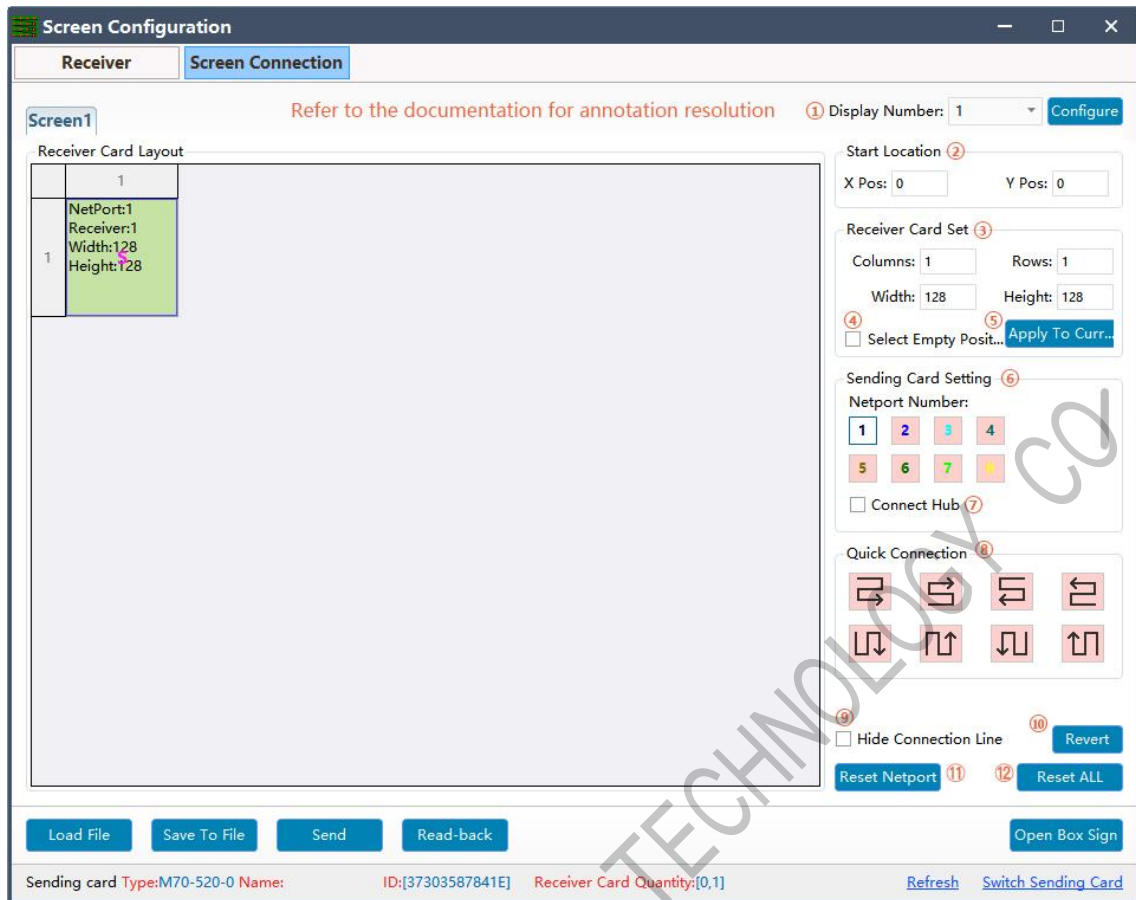 Screen Configuration
Receiver
Screen Connection
Refer to the documentation for annotation resolution
① Display Number: 1
Configure
Screen1
Receiver Card Layout
1
1
NetPort:1
Receiver:1
Width:128
Height:128
S
Start Location ②
X Pos: 0
Y Pos: 0
Receiver Card Set ③
Columns: 1
Rows: 1
Width: 128
Height: 128
④
⑤
Select Empty Posit...
Apply To Curr...
Sending Card Setting ⑥
Netport Number:
1 2 3 4
5 6 7 8
Connect Hub ⑦
Quick Connection ⑧
⑨
Hide Connection Line
⑩
Revert
Reset Netport ⑪
⑫ Reset ALL
Load File
Save To File
Send
Read-back
Open Box Sign
Sending card Type:M70-520-0 Name:
ID:[37303587841E]
Receiver Card Quantity:[0,1]
Refresh
Switch Sending Card
TECHNOLOGY CO